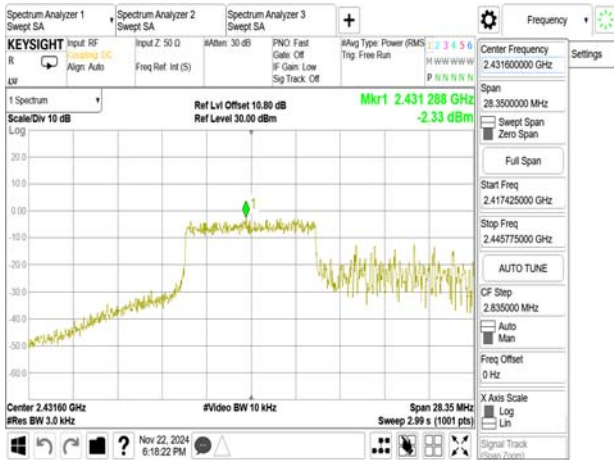 Spectrum Analyzer 1
Swept SA
Spectrum Analyzer 2
Swept SA
Spectrum Analyzer 3
Swept SA
+
Frequency
KEYSIGHT
R
Input: RF
Coupling: DC
Align: Auto
Input Z: 50 Ω
Freq Ref: Int (S)
#Atten: 30 dB
PNO: Fast
Gate: Off
IF Gain: Low
Sig Track: Off
#Avg Type: Power (RMS
Trig: Free Run
1 2 3 4 5 6
M W W W W W
P N N N N N
1 Spectrum
Scale/Div 10 dB
Log
Ref Lvl Offset 10.80 dB
Ref Level 30.00 dBm
Mkr1 2.431 288 GHz
-2.33 dBm
20.0
10.0
0.00
-10.0
-20.0
-30.0
-40.0
-50.0
-60.0
1
Center 2.43160 GHz
#Res BW 3.0 kHz
#Video BW 10 kHz
Span 28.35 MHz
Sweep 2.99 s (1001 pts)
Nov 22, 2024
6:18:22 PM
?
Center Frequency
2.431600000 GHz
Settings
Span
28.3500000 MHz
Swept Span
Zero Span
Full Span
Start Freq
2.417425000 GHz
Stop Freq
2.445775000 GHz
AUTO TUNE
CF Step
2.835000 MHz
Auto
Man
Freq Offset
0 Hz
X Axis Scale
Log
Lin
Signal Track
(Span Zoom)